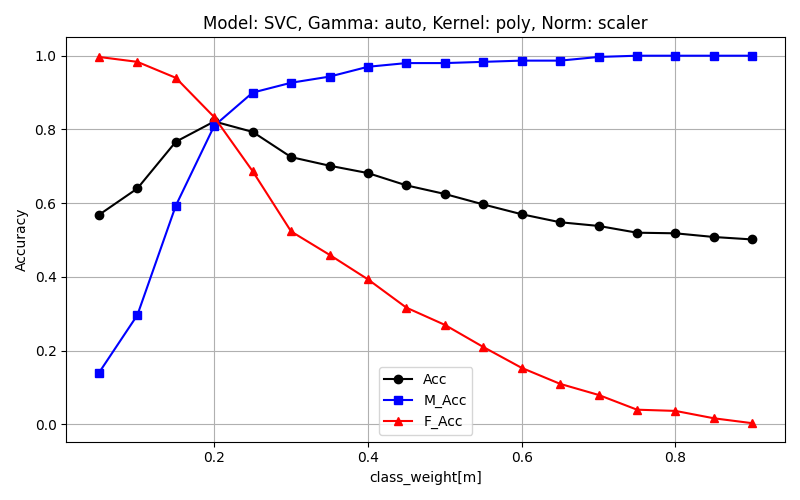 Model: SVC, Gamma: auto, Kernel: poly, Norm: scaler
Accuracy
1.0
0.8
0.6
0.4
0.2
0.0
Acc
M_Acc
F_Acc
0.2 0.4 0.6 0.8
class_weight[m]